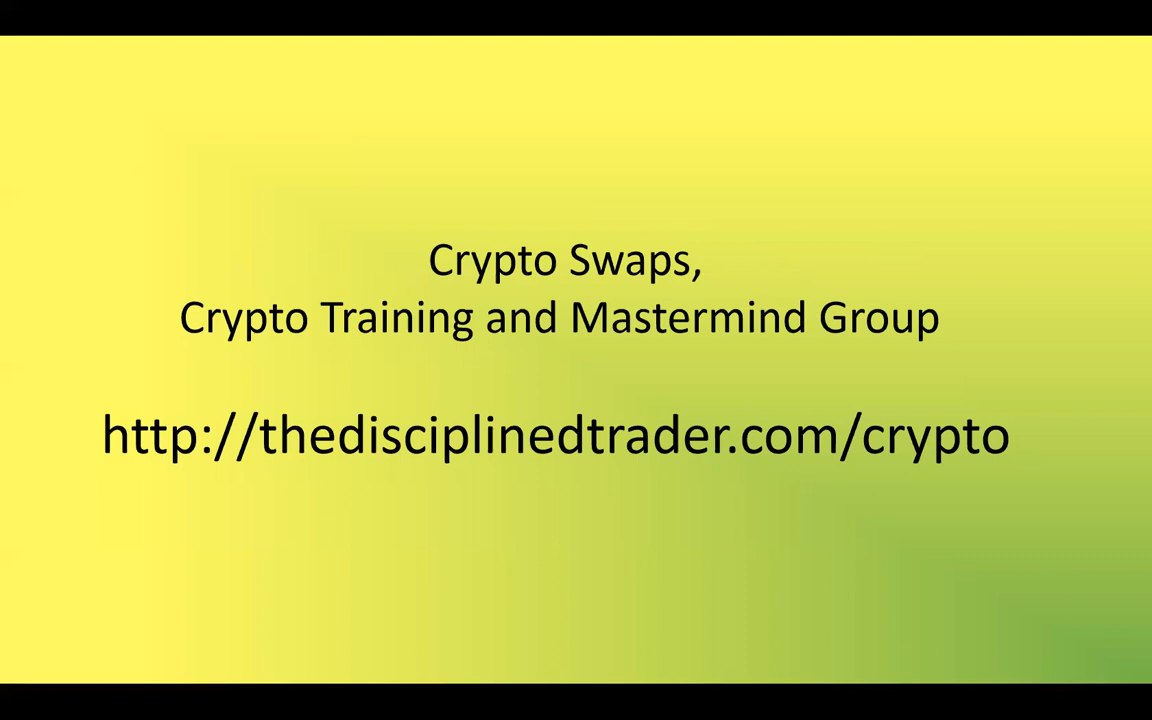 Crypto Swaps,
Crypto Training and Mastermind Group
http://thedisciplinedtrader.com/crypto